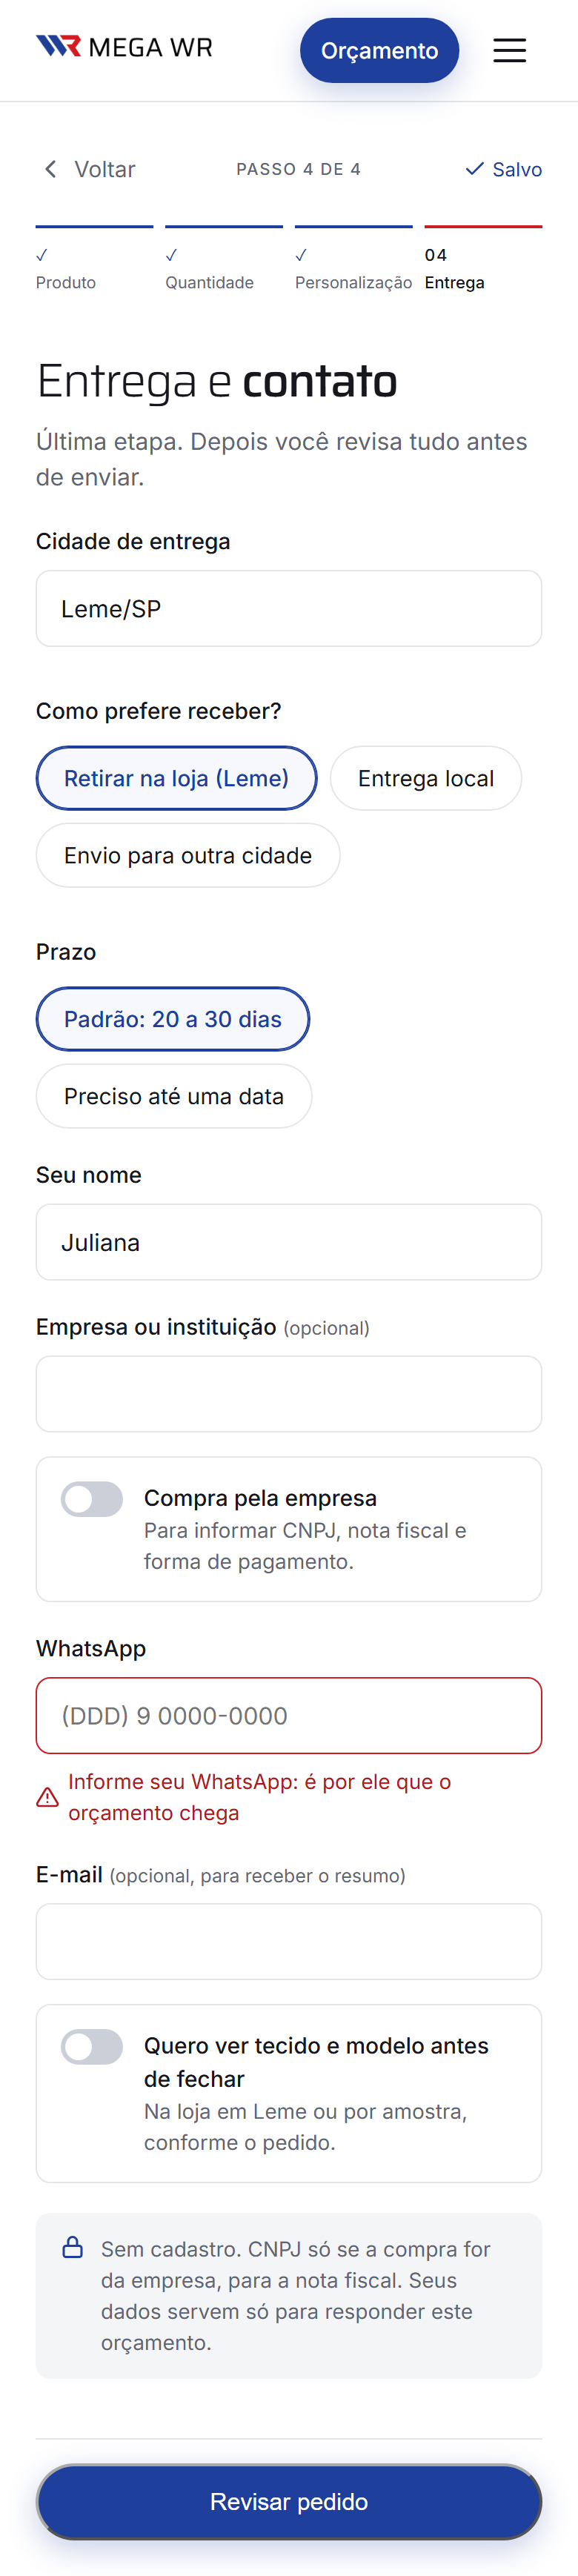 WR MEGA WR
Orçamento
Voltar
PASSO 4 DE 4
Salvo
✓
Produto
✓
Quantidade
✓
Personalização
04
Entrega
Entrega e contato
Última etapa. Depois você revisa tudo antes
de enviar.
Cidade de entrega
Leme/SP
Como prefere receber?
Retirar na loja (Leme)
Entrega local
Envio para outra cidade
Prazo
Padrão: 20 a 30 dias
Preciso até uma data
Seu nome
Juliana
Empresa ou instituição (opcional)
Compra pela empresa
Para informar CNPJ, nota fiscal e
forma de pagamento.
WhatsApp
(DDD) 9 0000-0000
Informe seu WhatsApp: é por ele que o
orçamento chega
E-mail (opcional, para receber o resumo)
Quero ver tecido e modelo antes
de fechar
Na loja em Leme ou por amostra,
conforme o pedido.
Sem cadastro. CNPJ só se a compra for
da empresa, para a nota fiscal. Seus
dados servem só para responder este
orçamento.
Revisar pedido